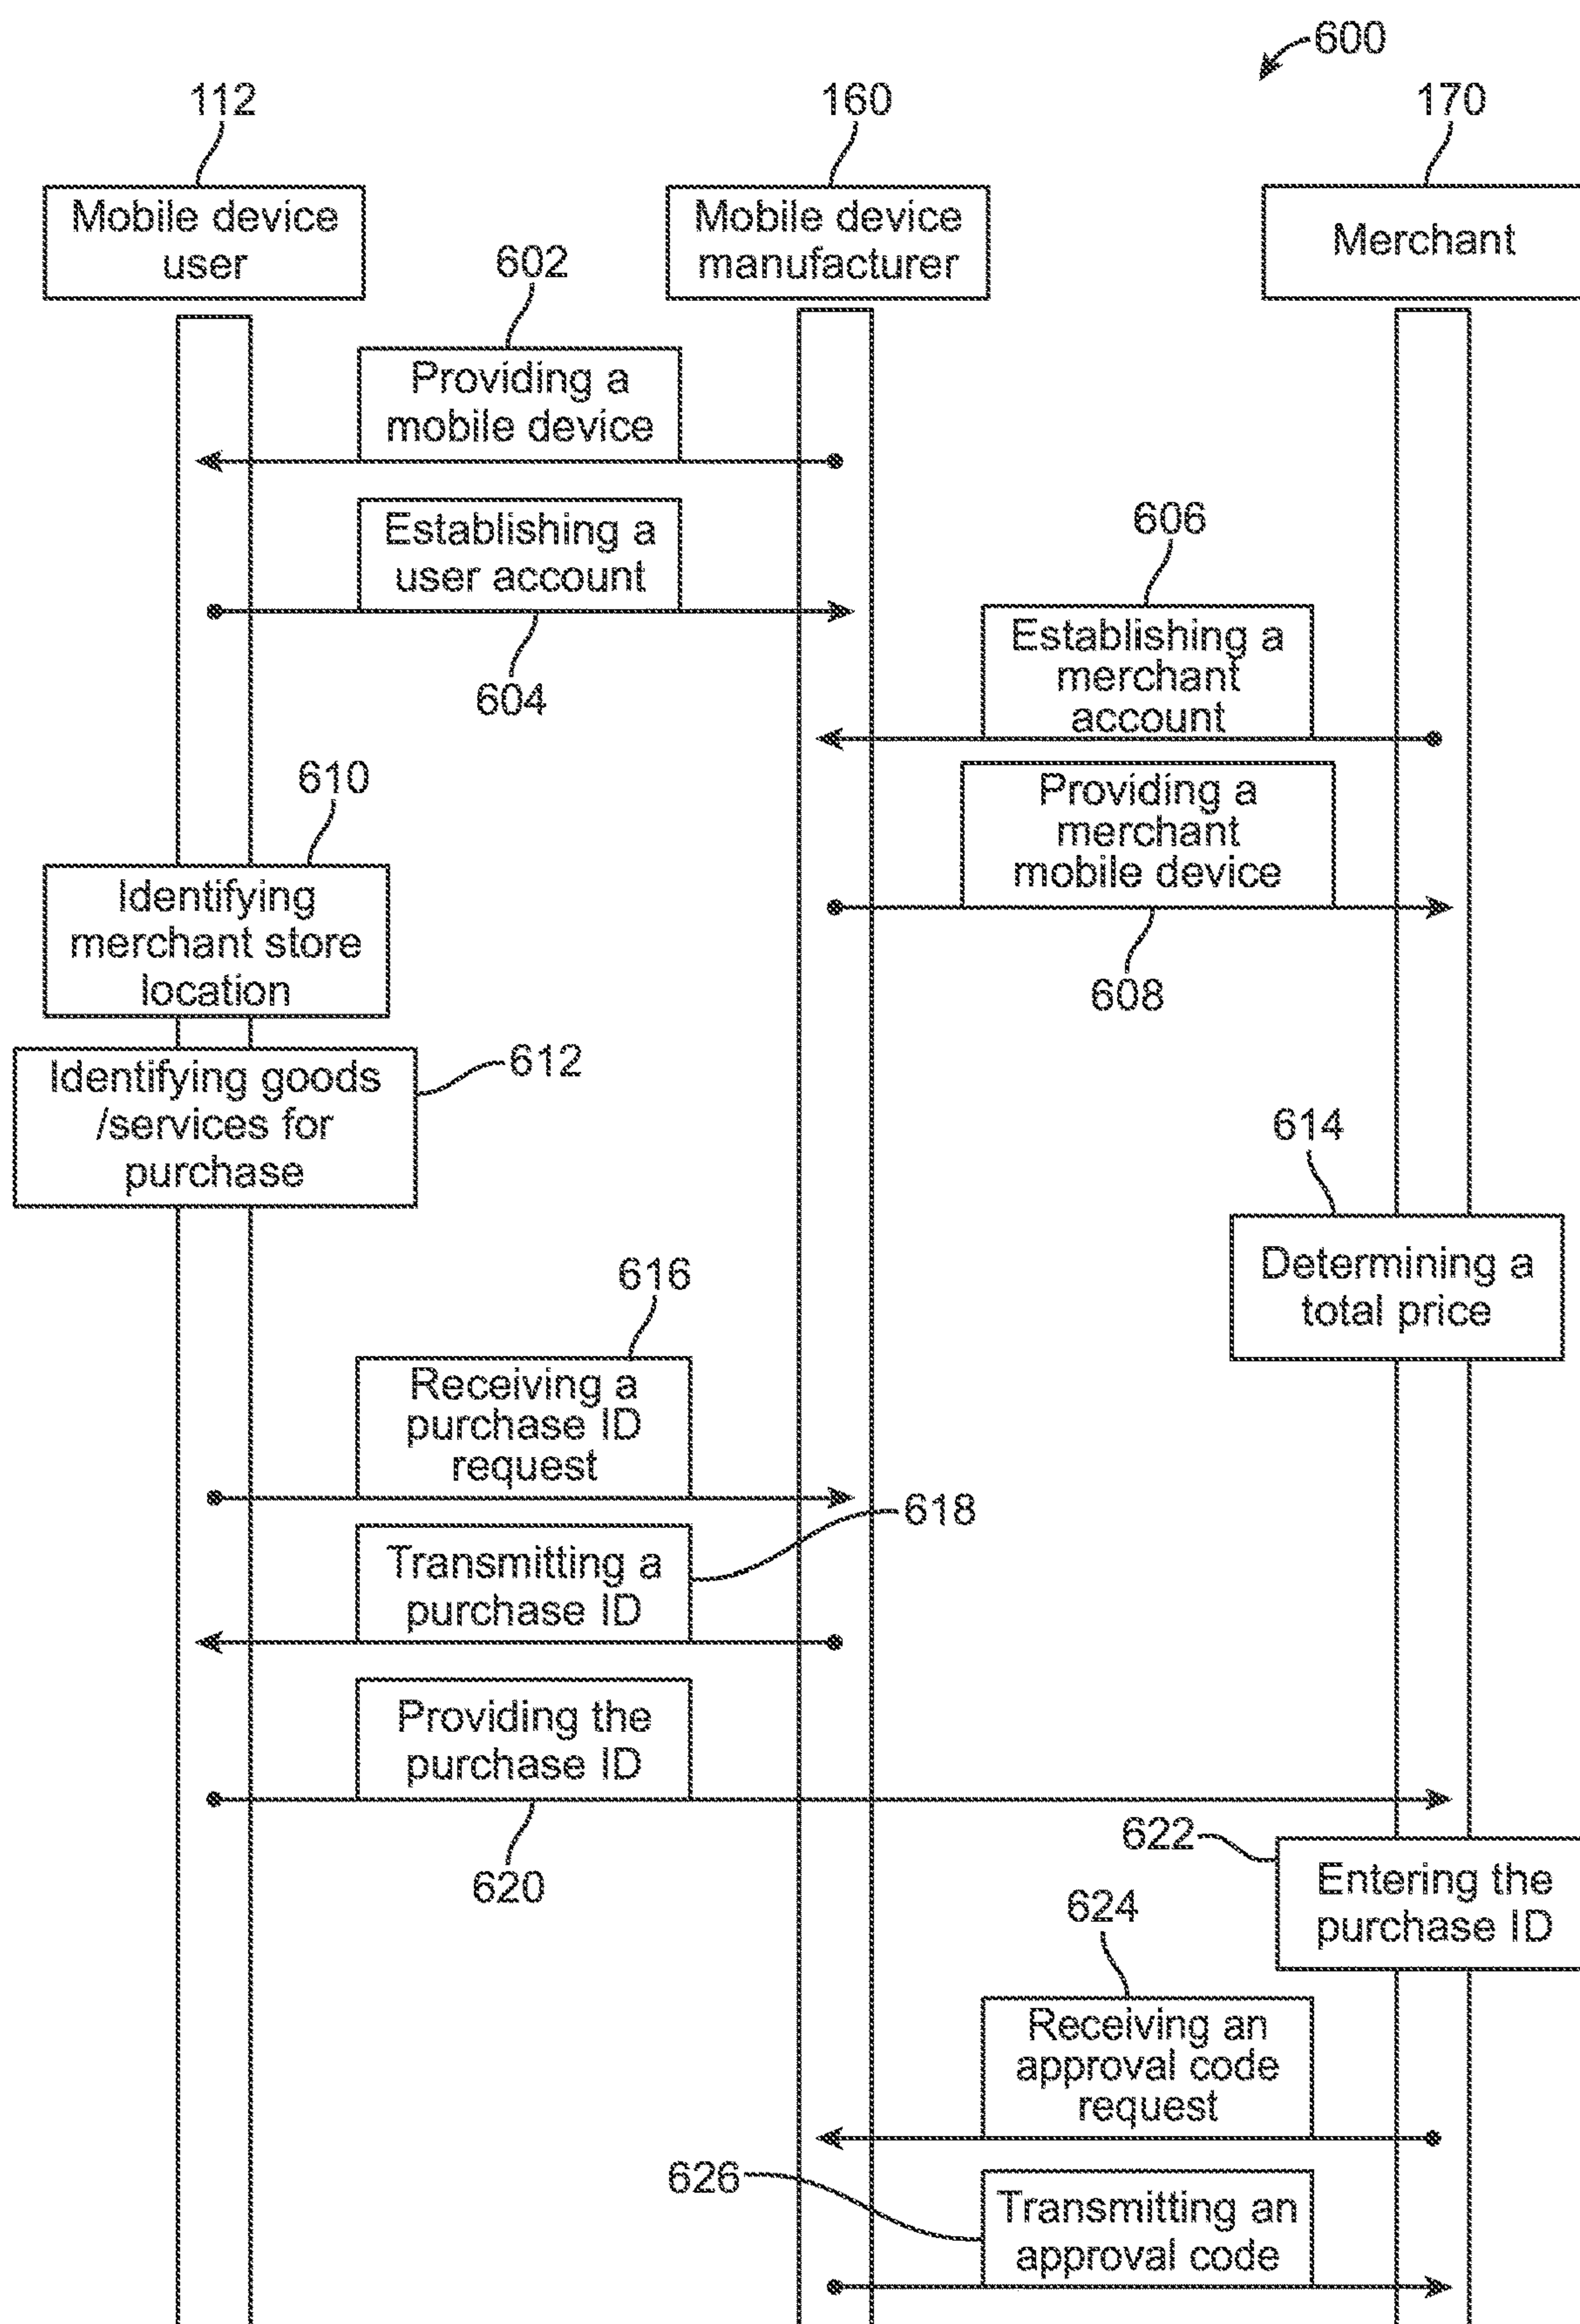 600
112
160
170
Mobile device
user
Mobile device
manufacturer
Merchant
602
Providing a
mobile device
Establishing a
user account
604
606
Establishing a
merchant
account
Providing a
merchant
mobile device
608
610
Identifying
merchant store
location
612
Identifying goods
/services for
purchase
614
Determining a
total price
616
Receiving a
purchase ID
request
618
Transmitting a
purchase ID
Providing the
purchase ID
620
622
Entering the
purchase ID
624
Receiving an
approval code
request
626
Transmitting an
approval code